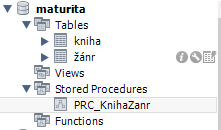 maturita
Tables
kniha
žánr
Views
Stored Procedures
PRC_KnihaZanr
Functions